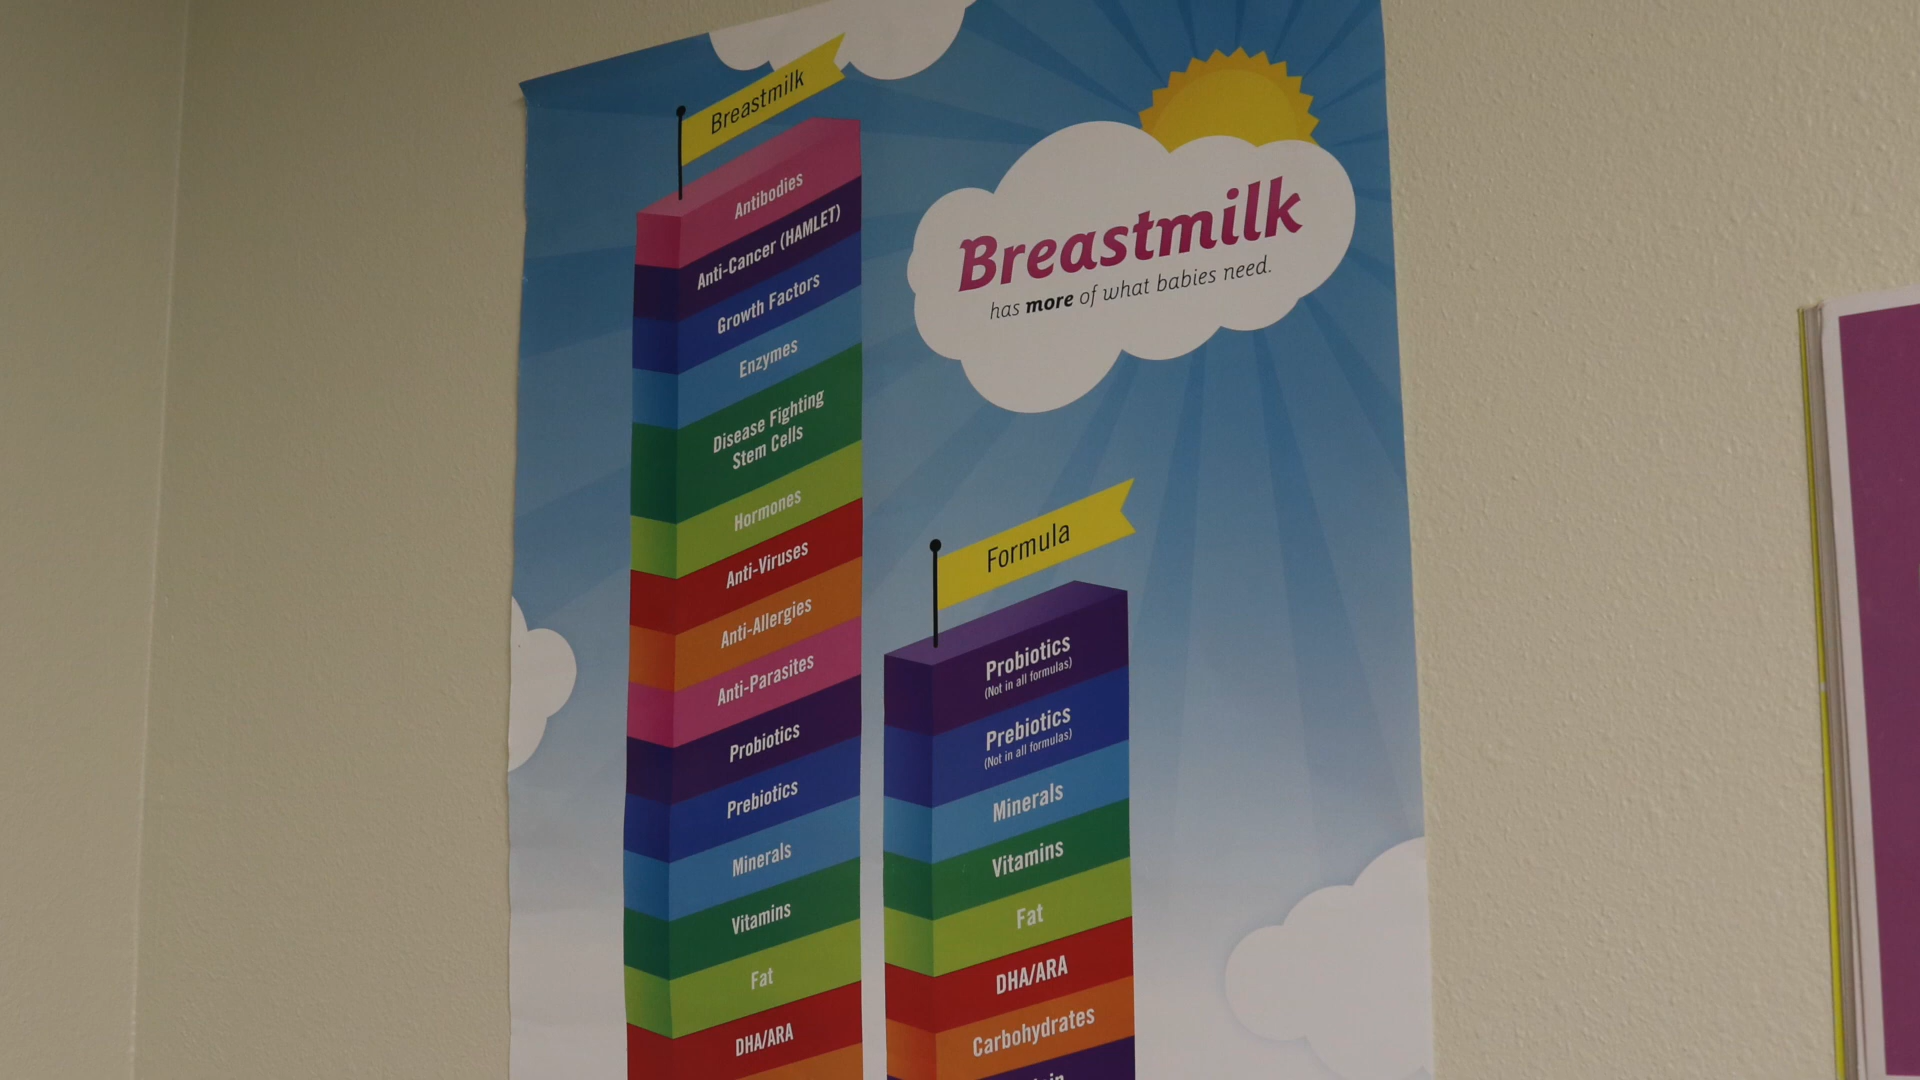 Breastmilk
Antibodies
Anti-Cancer (HAMLET)
Growth Factors
Enzymes
Disease Fighting
Stem Cells
Hormones
Anti-Viruses
Anti-Allergies
Anti-Parasites
Probiotics
Prebiotics
Minerals
Vitamins
Fat
DHA/ARA
Breastmilk
has more of what babies need.
Formula
Probiotics
(Not in all formulas)
Prebiotics
(Not in all formulas)
Minerals
Vitamins
Fat
DHA/ARA
Carbohydrates